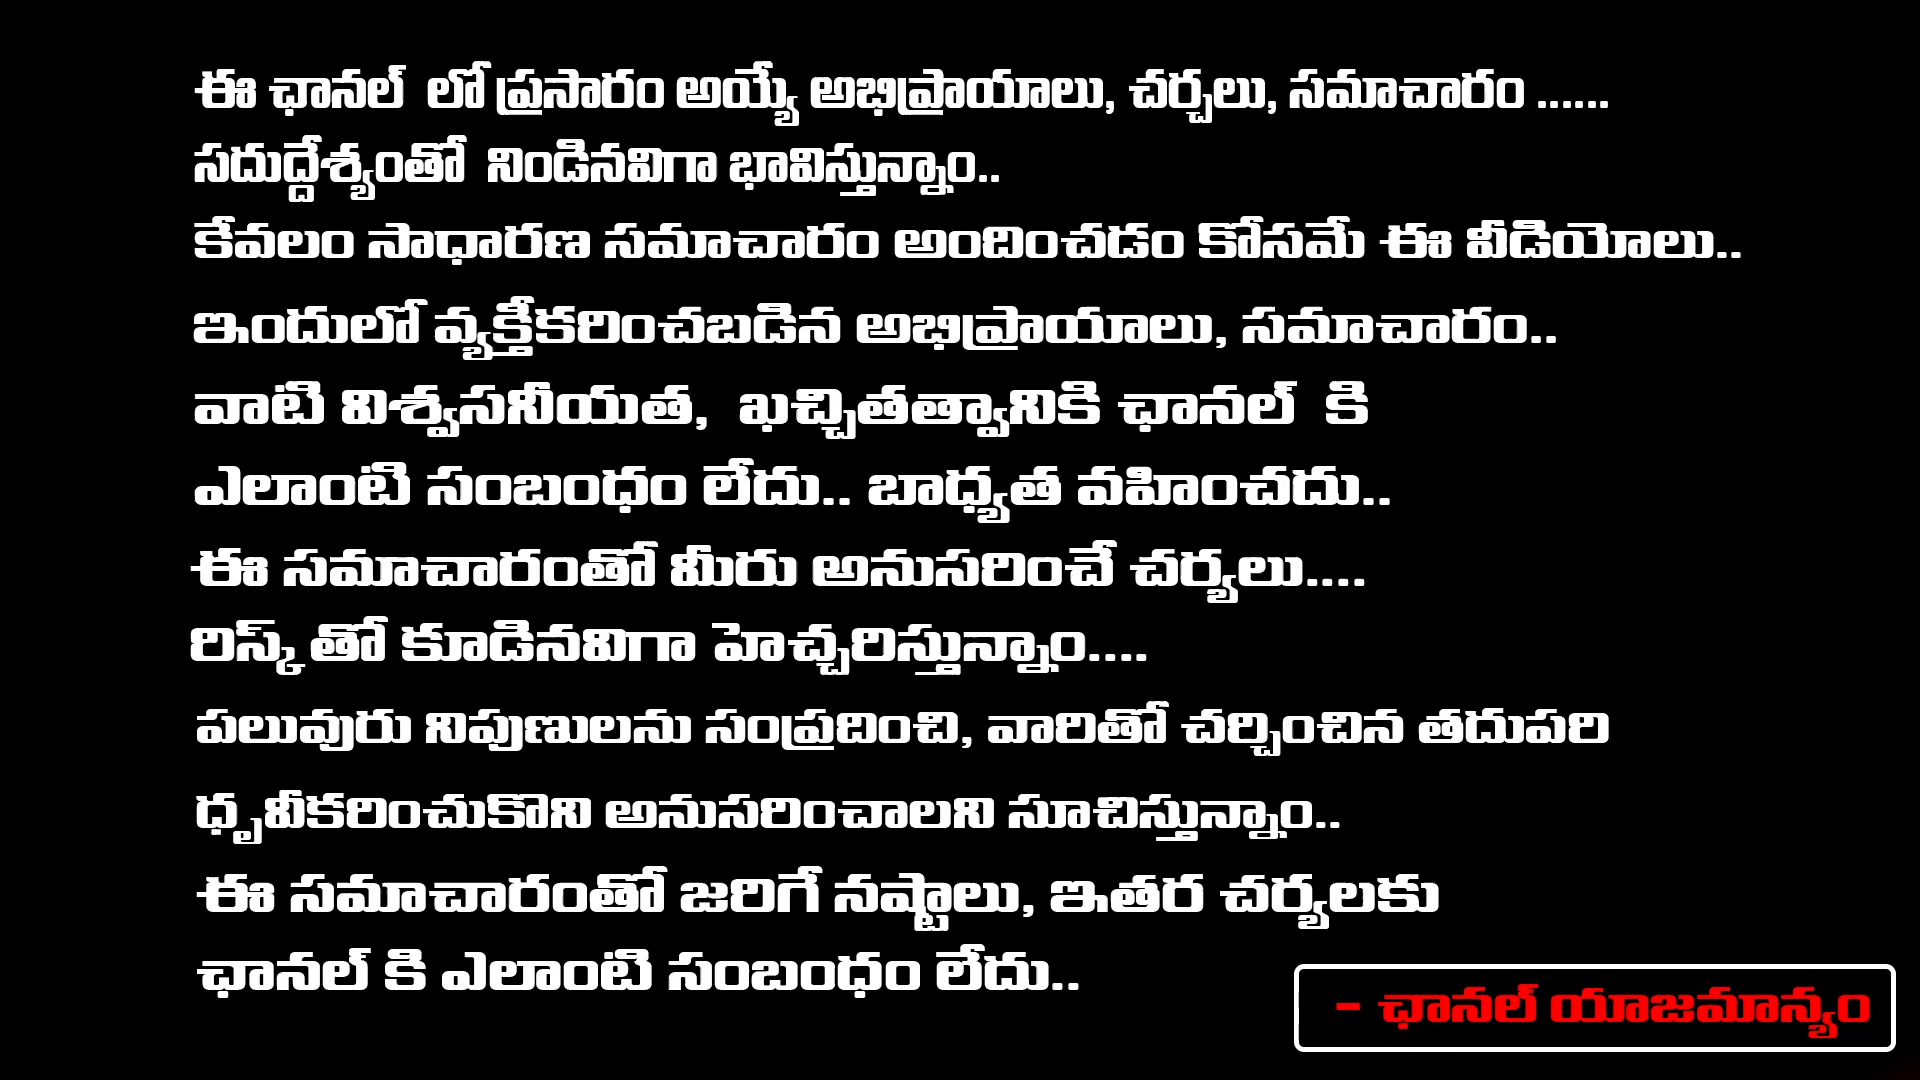 ఈ ఛానల్ లో ప్రసారం అయ్యే అభిప్రాయాలు, చర్చలు, సమాచారం ......
సదుద్దేశ్యంతో నిండినవిగా భావిస్తున్నాం..
కేవలం సాధారణ సమాచారం అందించడం కోసమే ఈ వీడియోలు..
ఇందులో వ్యక్తీకరించబడిన అభిప్రాయాలు, సమాచారం..
వాటి విశ్వసనీయత, ఖచ్చితత్వానికి ఛానల్ కి
ఎలాంటి సంబంధం లేదు.. బాధ్యత వహించదు..
ఈ సమాచారంతో మీరు అనుసరించే చర్యలు....
రిస్క్ తో కూడినవిగా హెచ్చరిస్తున్నాం....
పలువురు నిపుణులను సంప్రదించి, వారితో చర్చించిన తదుపరి
ధృవీకరించుకొని అనుసరించాలని సూచిస్తున్నాం..
ఈ సమాచారంతో జరిగే నష్టాలు, ఇతర చర్యలకు
ఛానల్ కి ఎలాంటి సంబంధం లేదు..
- ఛానల్ యాజమాన్యం